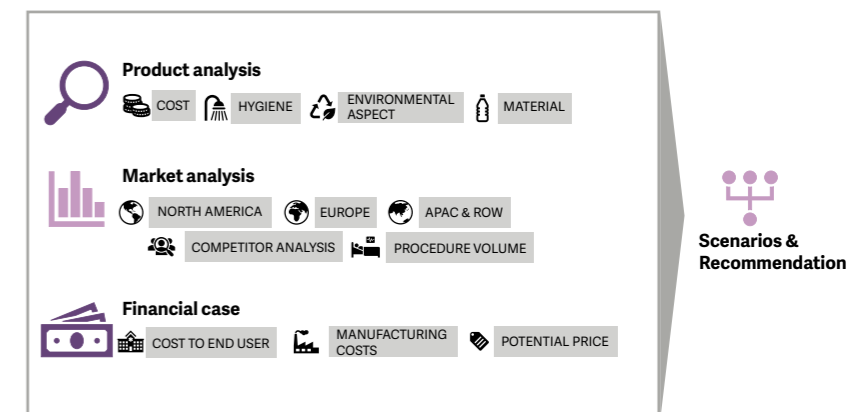 Product analysis
COST
HYGIENE
ENVIRONMENTAL
ASPECT
MATERIAL
Market analysis
NORTH AMERICA
EUROPE
APAC & ROW
COMPETITOR ANALYSIS
PROCEDURE VOLUME
Financial case
COST TO END USER
MANUFACTURING
COSTS
POTENTIAL PRICE
Scenarios &
Recommendation